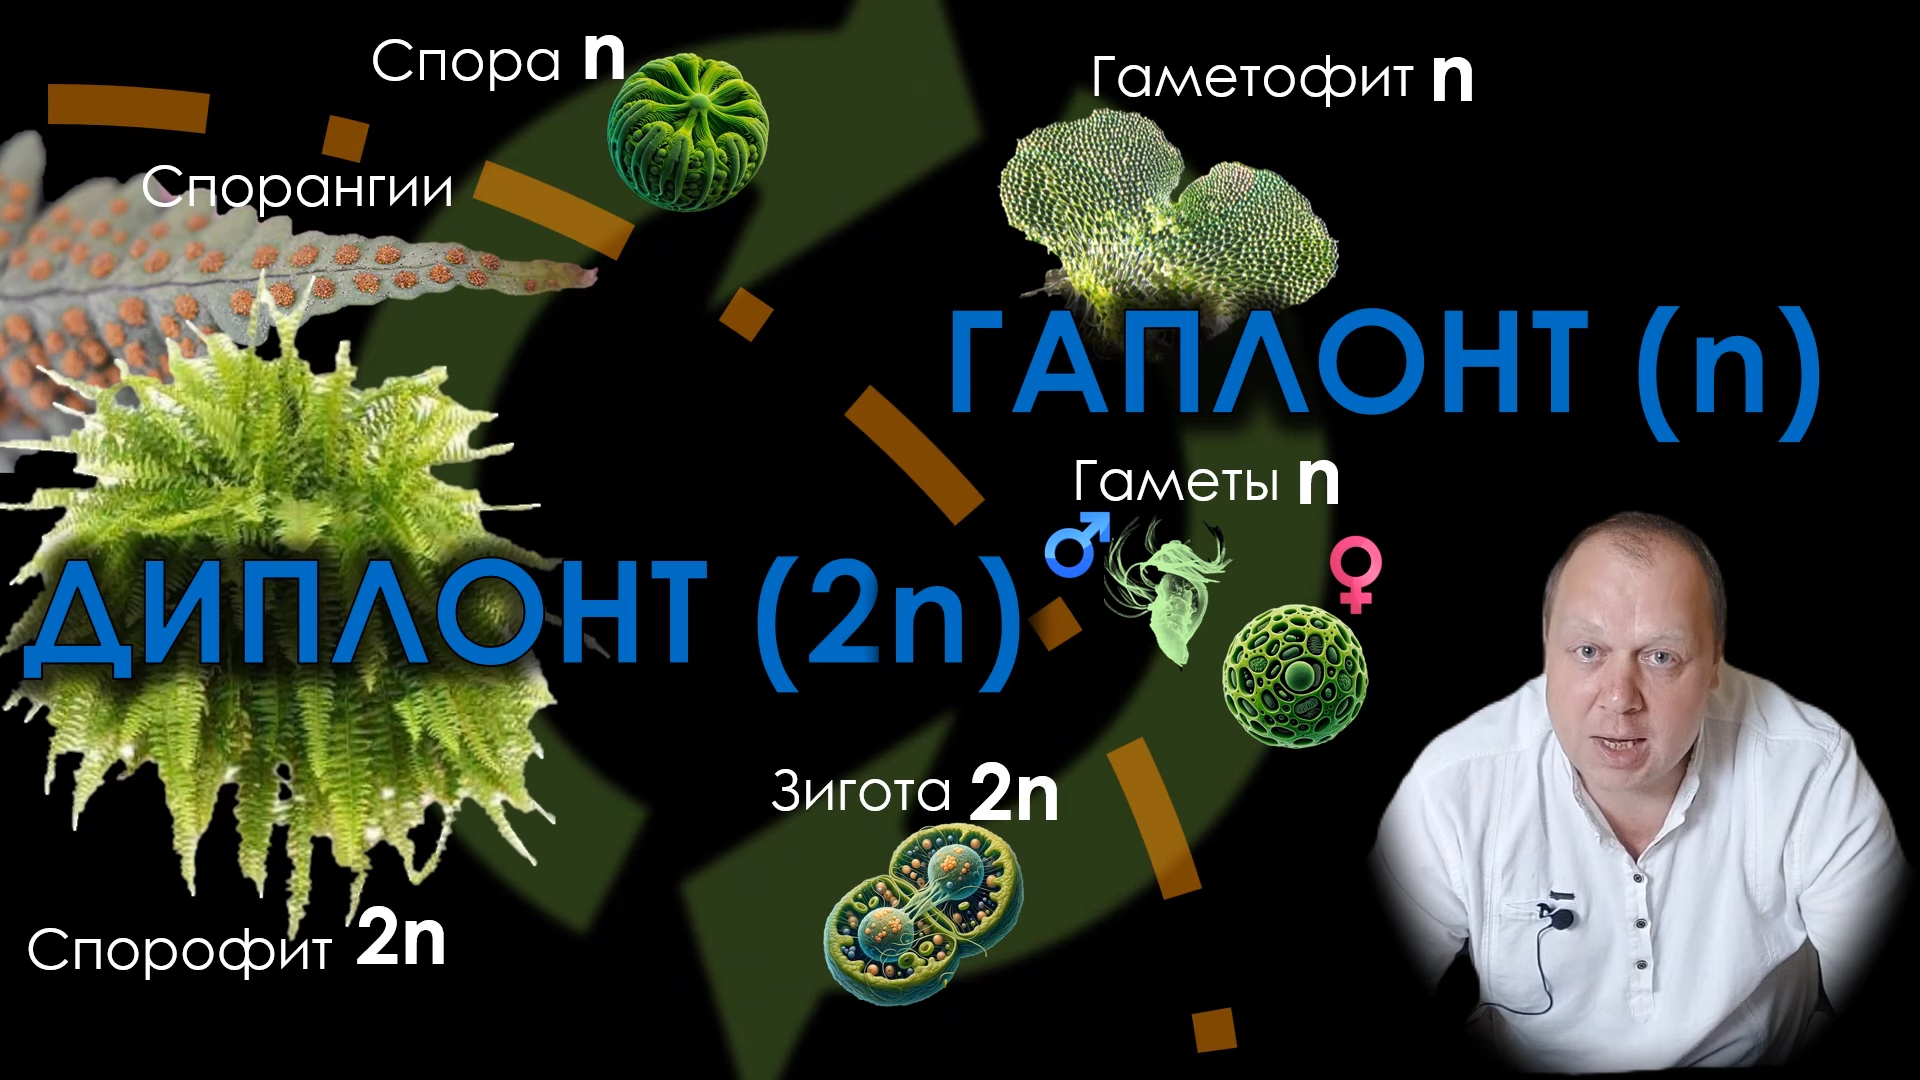 Спора n
Гаметофит n
Спорангии
ГАПЛОНТ (n)
Гаметы n
ДИПЛОНТ (2n)
Зигота 2n
Спорофит 2n